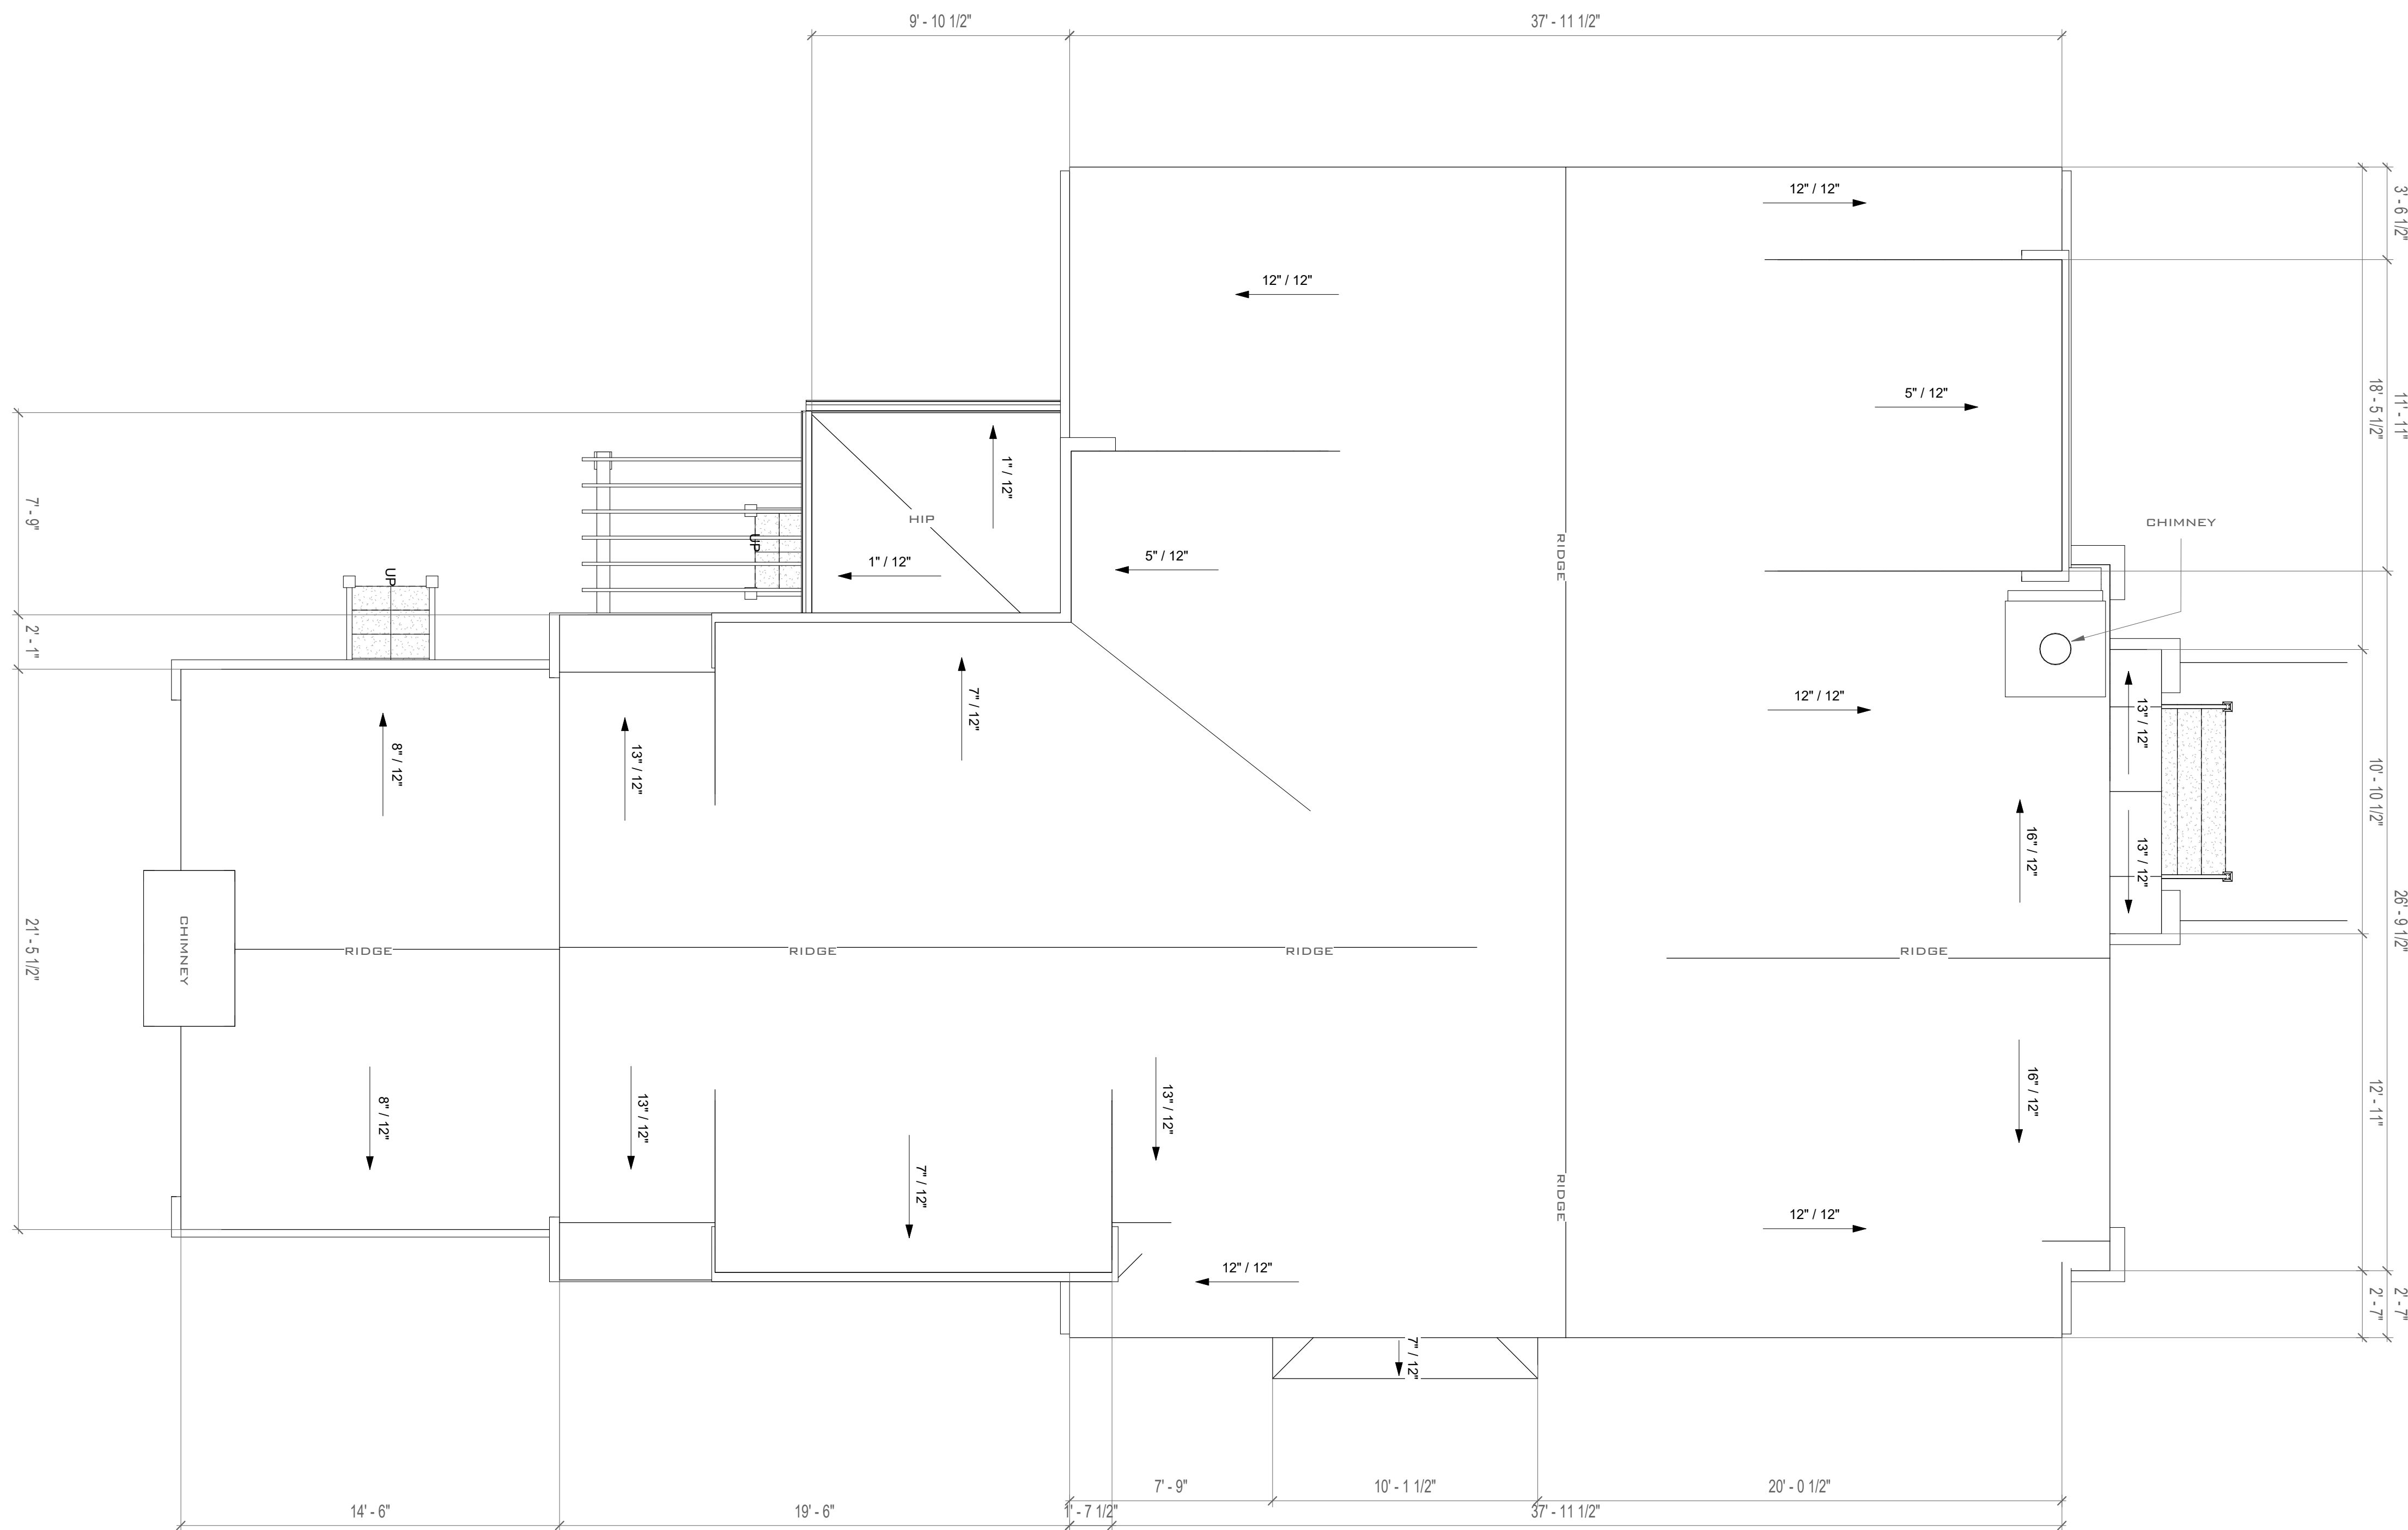 9' - 10 1/2"
37' - 11 1/2"
3' - 6 1/2"
12" / 12"
12" / 12"
11' - 11"
18' - 5 1/2"
5" / 12"
1" / 12"
7' - 9"
HIP
CHIMNEY
UP
RIDGE
5" / 12"
1" / 12"
UP
2' - 1"
7" / 12"
12" / 12"
13" / 12"
8" / 12"
13" / 12"
10' - 10 1/2"
16" / 12"
13" / 12"
26' - 9 1/2"
CHIMNEY
21' - 5 1/2"
RIDGE
RIDGE
RIDGE
RIDGE
8" / 12"
13" / 12"
13" / 12"
16" / 12"
12' - 11"
7" / 12"
RIDGE
12" / 12"
12" / 12"
2' - 7"
2' - 7"
7" / 12"
7' - 9"
10' - 1 1/2"
20' - 0 1/2"
14' - 6"
19' - 6"
1' - 7 1/2"
37' - 11 1/2"